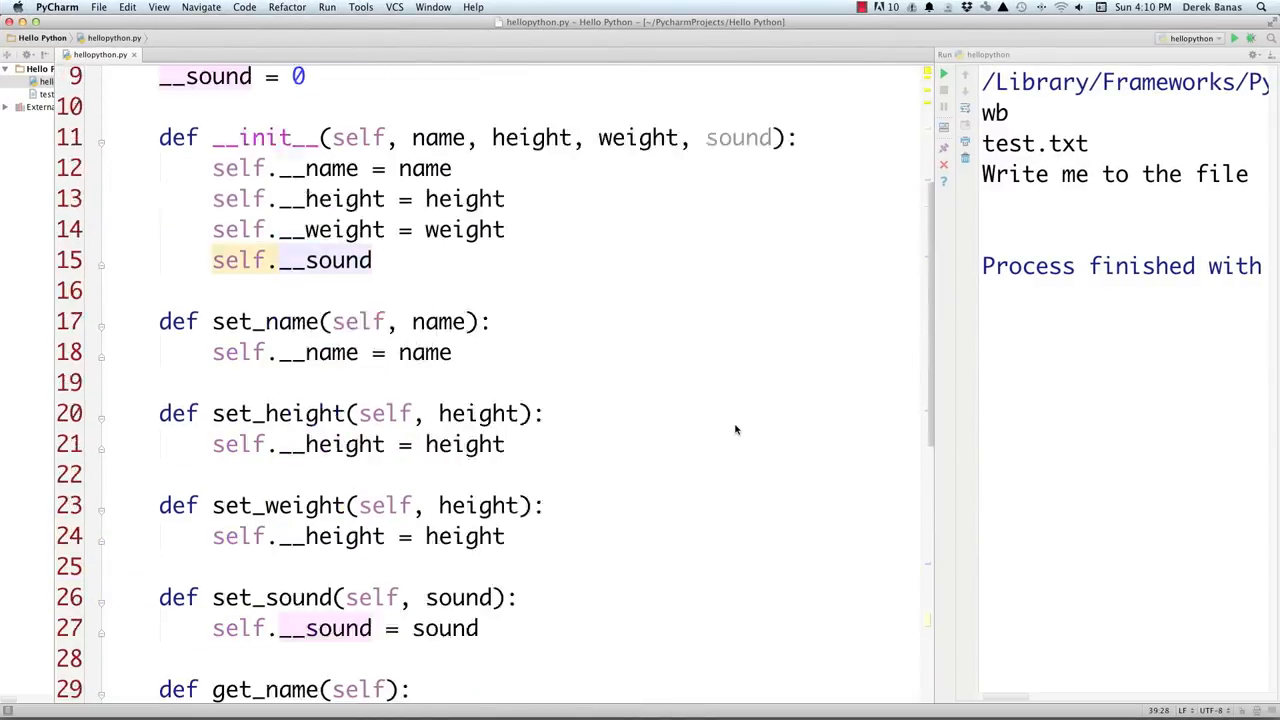 PyCharm File Edit View Navigate Code Refactor Run Tools VCS Window Help 10 Sun 4:10 PM Derek Banas
hellopython.py – Hello Python – [~/PycharmProjects/Hello Python]
Hello Python hellopython.py hellopython
hellopython.py Run hellopython
Hello
hell
test
Externa
9 __sound = 0
10
11 def __init__(self, name, height, weight, sound):
12 self.__name = name
13 self.__height = height
14 self.__weight = weight
15 self.__sound
16
17 def set_name(self, name):
18 self.__name = name
19
20 def set_height(self, height):
21 self.__height = height
22
23 def set_weight(self, height):
24 self.__height = height
25
26 def set_sound(self, sound):
27 self.__sound = sound
28
29 def get_name(self):
/Library/Frameworks/Py
wb
test.txt
Write me to the file
Process finished with
39:28 LF UTF-8